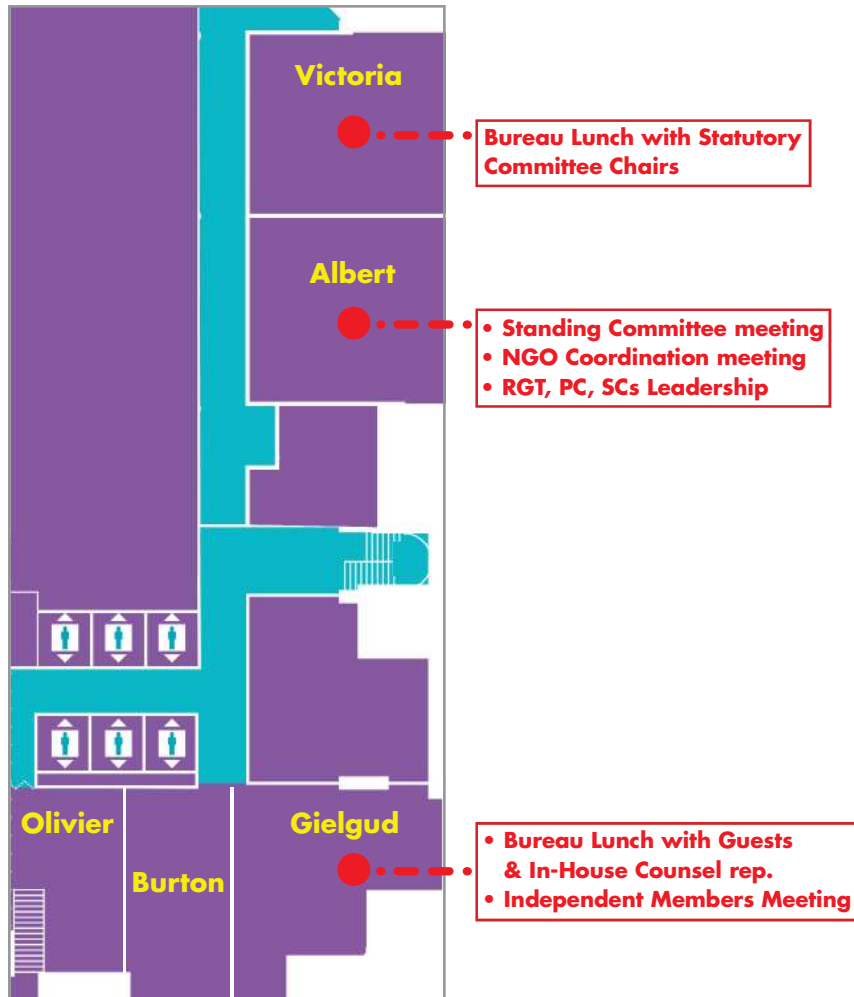 Victoria
Bureau Lunch with Statutory
Committee Chairs
Albert
• Standing Committee meeting
• NGO Coordination meeting
• RGT, PC, SCs Leadership
Olivier
Burton
Gielgud
• Bureau Lunch with Guests
& In-House Counsel rep.
• Independent Members Meeting